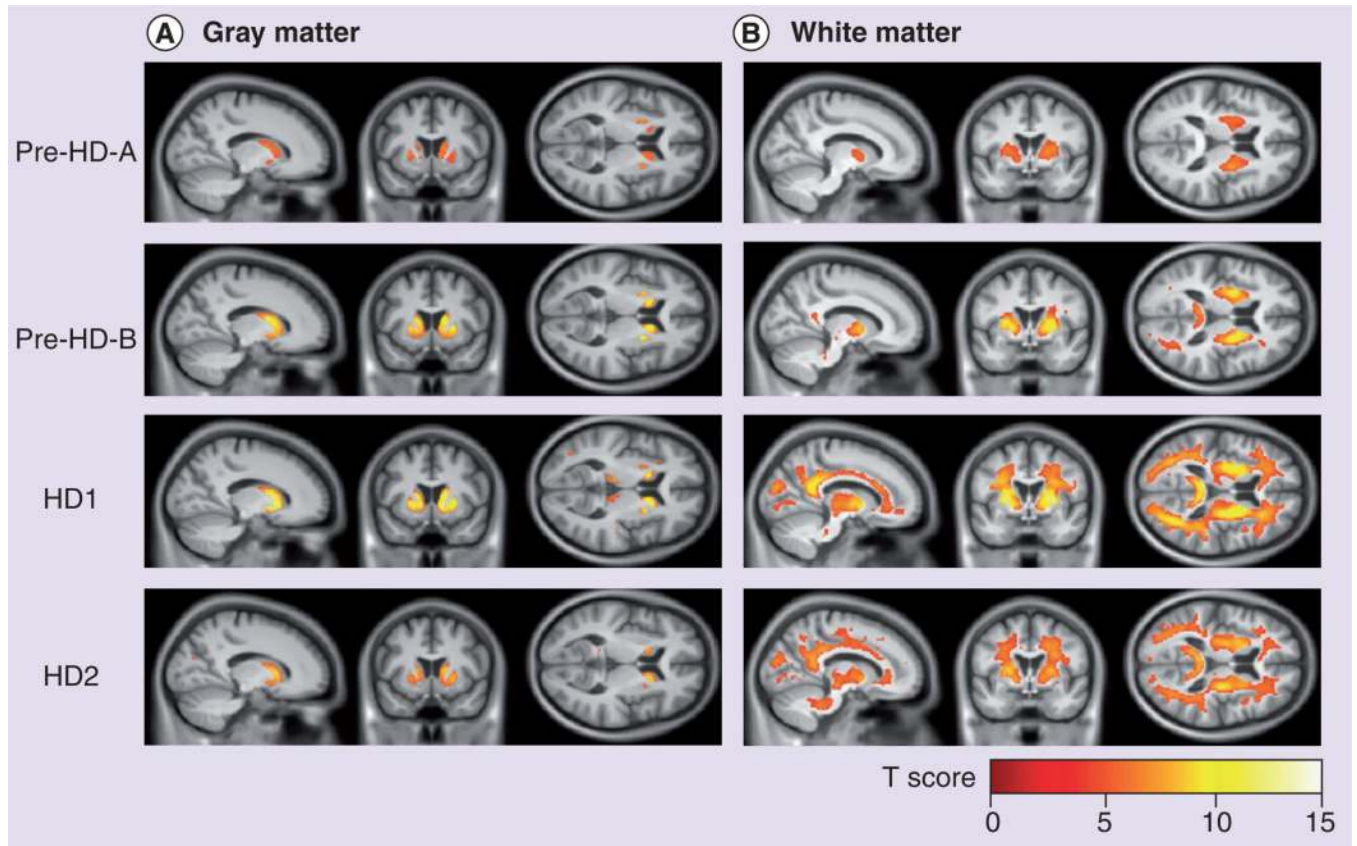 A Gray matter
B White matter
Pre-HD-A
Pre-HD-B
HD1
HD2
T score
0 5 10 15